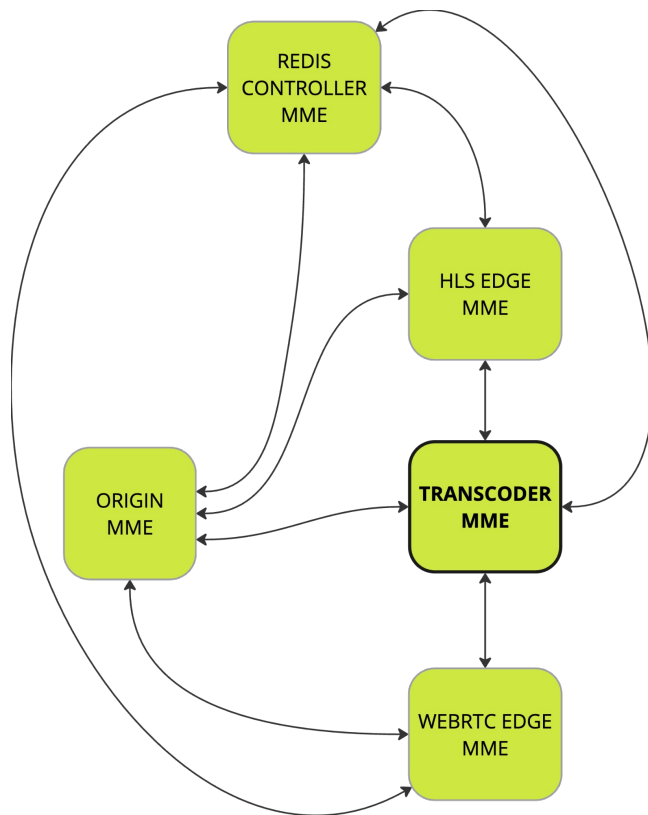 REDIS
CONTROLLER
MME
HLS EDGE
MME
ORIGIN
MME
TRANSCODER
MME
WEBRTC EDGE
MME